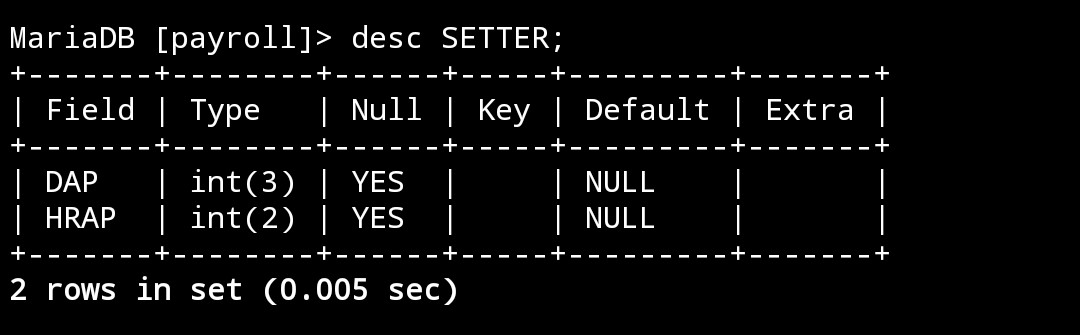 MariaDB [payroll]> desc SETTER;
+-------+--------+------+-----+---------+-------+
| Field | Type   | Null | Key | Default | Extra |
+-------+--------+------+-----+---------+-------+
| DAP   | int(3) | YES  |     | NULL    |       |
| HRAP  | int(2) | YES  |     | NULL    |       |
+-------+--------+------+-----+---------+-------+
2 rows in set (0.005 sec)